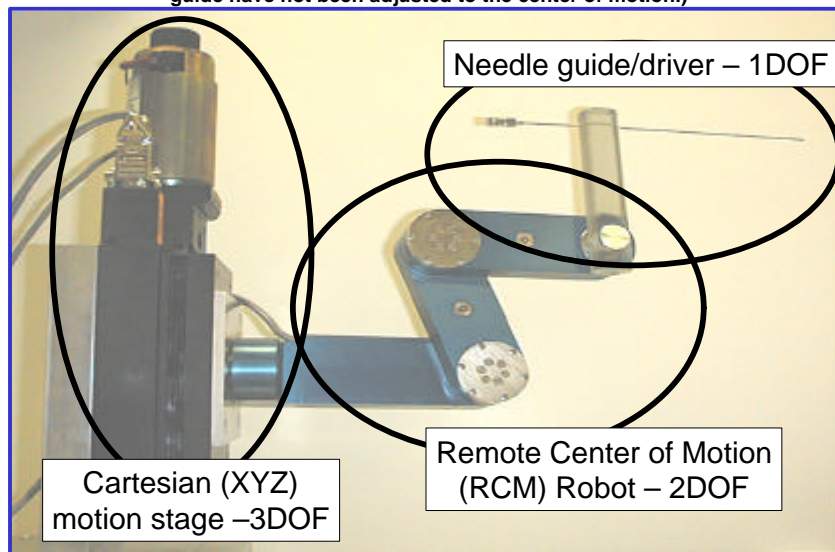 guide have not been adjusted to the center of motion.)
Needle guide/driver – 1DOF
Remote Center of Motion
(RCM) Robot – 2DOF
Cartesian (XYZ)
motion stage –3DOF